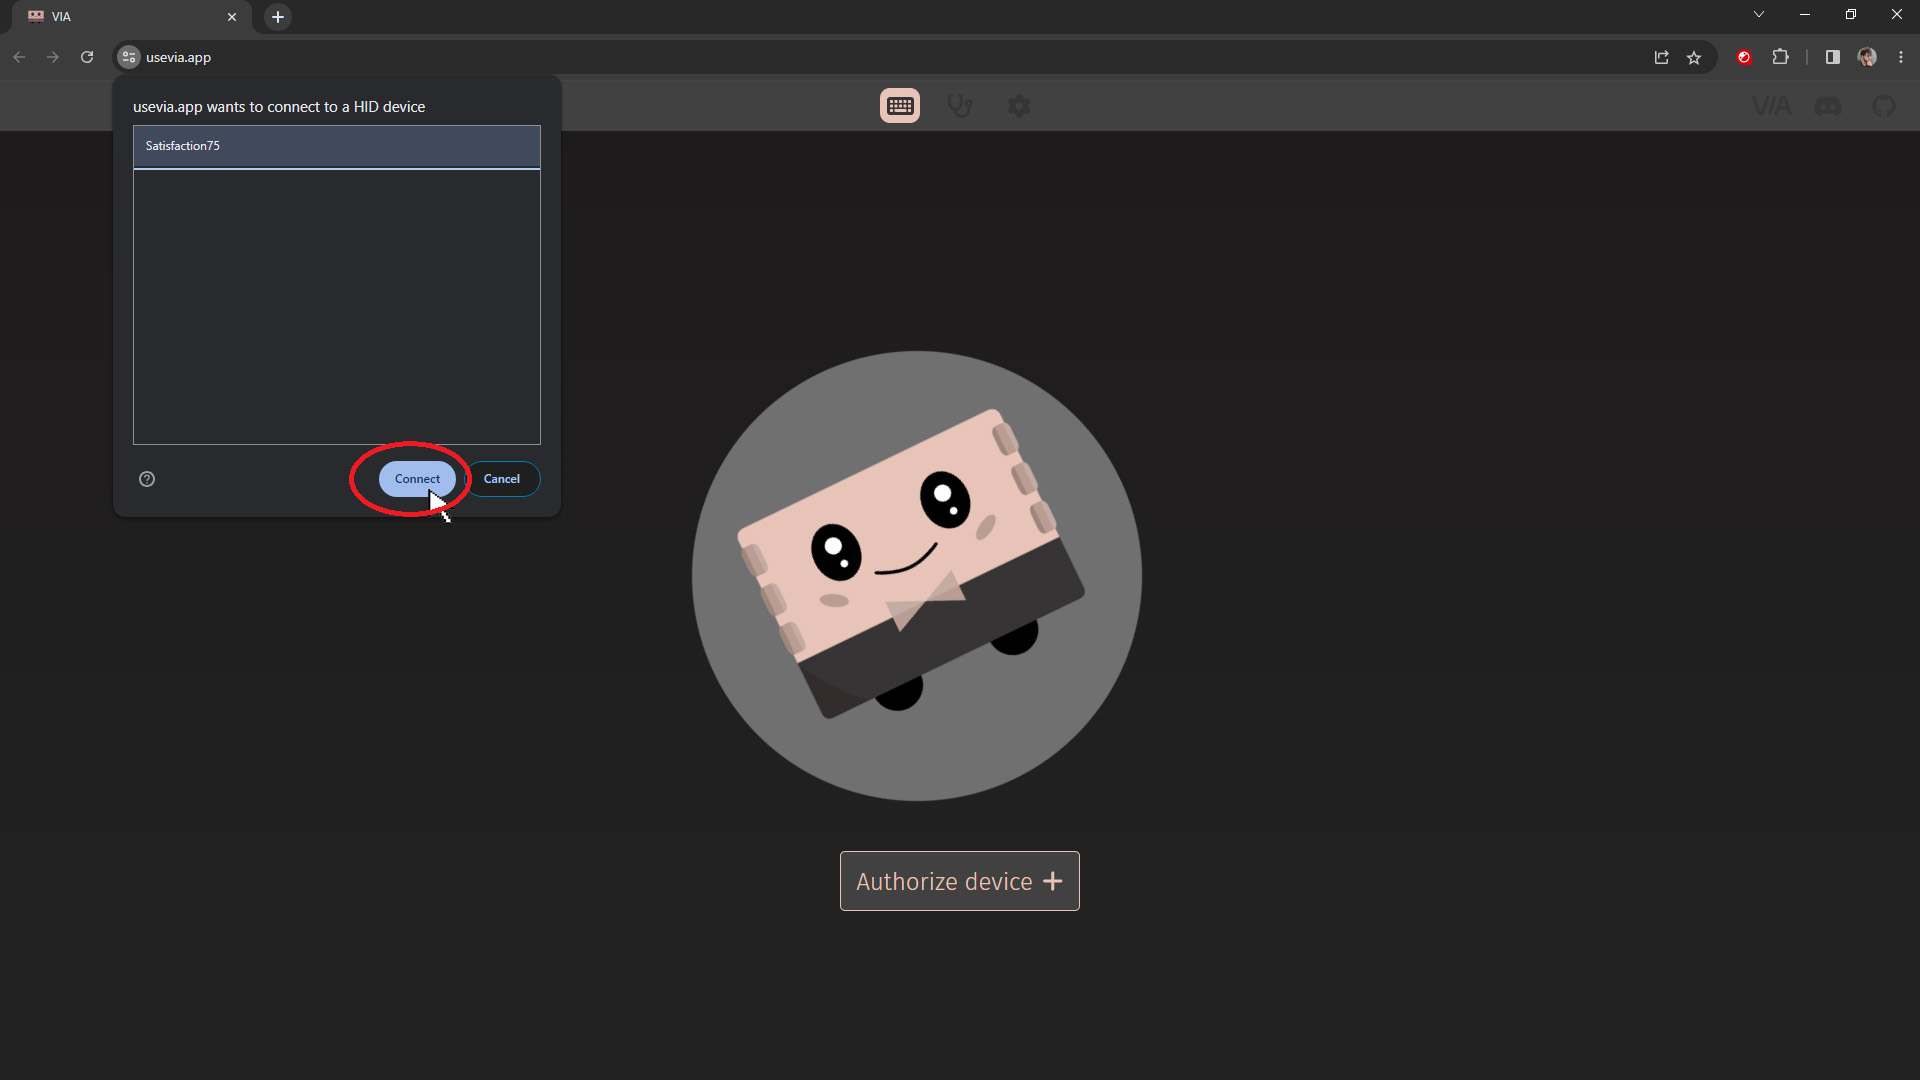 VIA
usevia.app
usevia.app wants to connect to a HID device
Satisfaction75
Connect
Cancel
VIA
Authorize device +